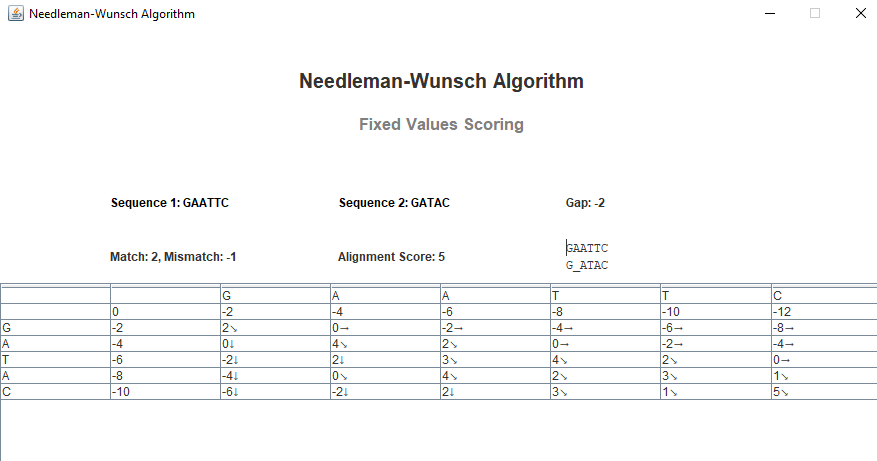 Needleman-Wunsch Algorithm
Needleman-Wunsch Algorithm
Fixed Values Scoring
Sequence 1: GAATTC Sequence 2: GATAC Gap: -2
Match: 2, Mismatch: -1 Alignment Score: 5 GAATTC
G_ATAC
G A A T T C
0 -2 -4 -6 -8 -10 -12
G -2 2↘ 0→ -2→ -4→ -6→ -8→
A -4 0↓ 4↘ 2↘ 0→ -2→ -4→
T -6 -2↓ 2↓ 3↘ 4↘ 2↘ 0→
A -8 -4↓ 0↘ 4↘ 2↘ 3↘ 1↘
C -10 -6↓ -2↓ 2↓ 3↘ 1↘ 5↘